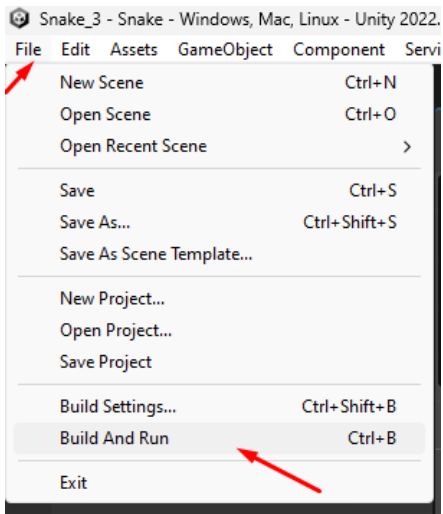 Snake_3 - Snake - Windows, Mac, Linux - Unity 2022.
File Edit Assets GameObject Component Servi
New Scene Ctrl+N
Open Scene Ctrl+O
Open Recent Scene >
Save Ctrl+S
Save As... Ctrl+Shift+S
Save As Scene Template...
New Project...
Open Project...
Save Project
Build Settings... Ctrl+Shift+B
Build And Run Ctrl+B
Exit